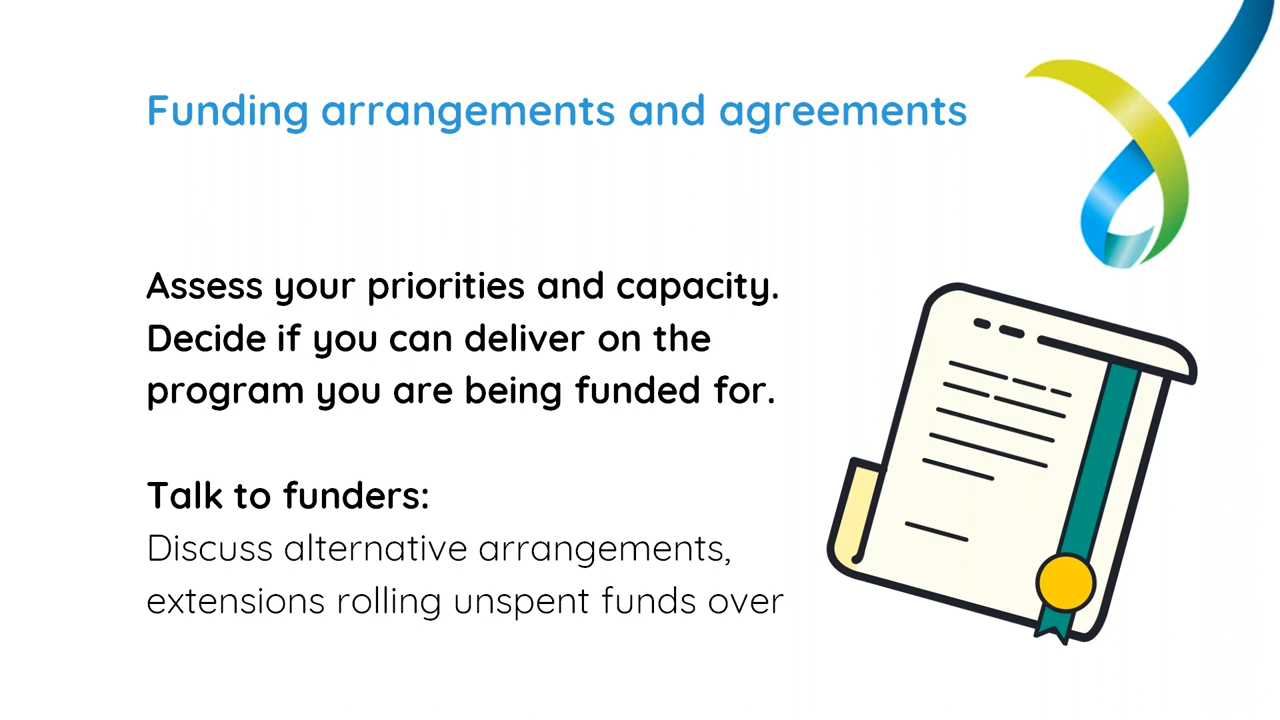 Funding arrangements and agreements
Assess your priorities and capacity.
Decide if you can deliver on the
program you are being funded for.
Talk to funders:
Discuss alternative arrangements,
extensions rolling unspent funds over